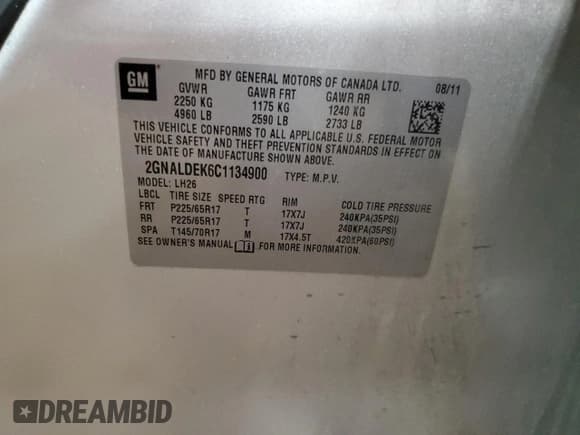 GM
MFD BY GENERAL MOTORS OF CANADA LTD. 08/11
GVWR GAWR FRT GAWR RR
2250 KG 1175 KG 1240 KG
4960 LB 2590 LB 2733 LB
THIS VEHICLE CONFORMS TO ALL APPLICABLE U.S. FEDERAL MOTOR
VEHICLE SAFETY AND THEFT PREVENTION STANDARDS IN EFFECT ON
THE DATE OF MANUFACTURE SHOWN ABOVE.
2GNALDEK6C1134900 TYPE: M.P.V.
MODEL: LH26
LBCL TIRE SIZE SPEED RTG RIM COLD TIRE PRESSURE
FRT P225/65R17 T 17X7J 240KPA(35PSI)
RR P225/65R17 T 17X7J 240KPA(35PSI)
SPA T145/70R17 M 17X4.5T 420KPA(60PSI)
SEE OWNER'S MANUAL FOR MORE INFORMATION.
DREAMBID